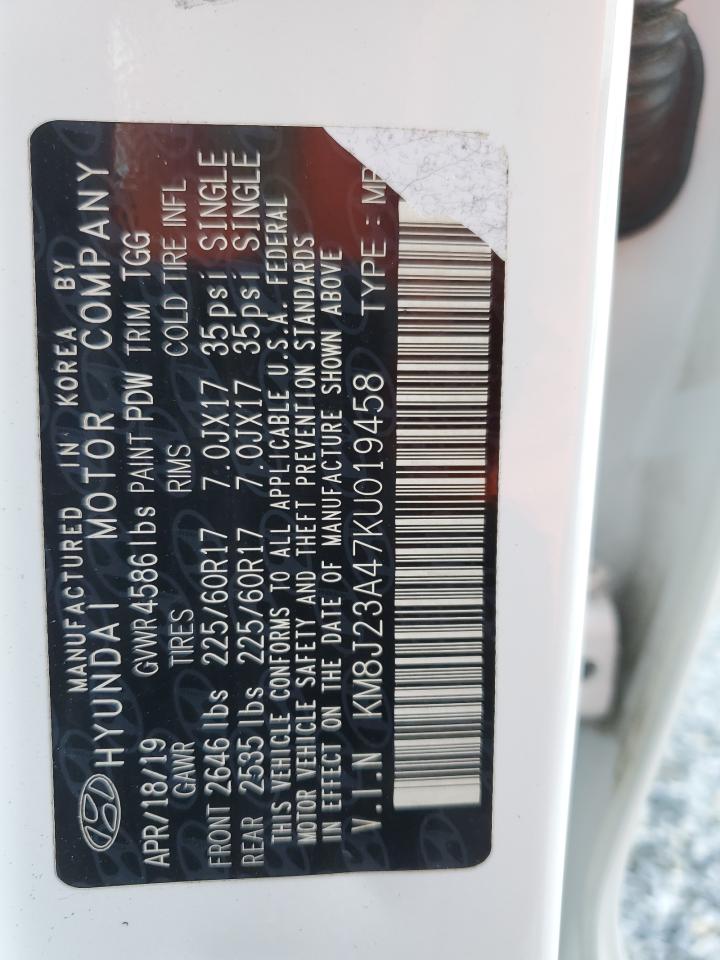 MANUFACTURED IN KOREA BY
HYUNDAI MOTOR COMPANY
APR/18/19 GVWR 4586 lbs PAINT PDW TRIM TGG
GAWR TIRES RIMS COLD TIRE INFL
FRONT 2646 lbs 225/60R17 7.0JX17 35psi SINGLE
REAR 2535 lbs 225/60R17 7.0JX17 35psi SINGLE
THIS VEHICLE CONFORMS TO ALL APPLICABLE U.S.A. FEDERAL
MOTOR VEHICLE SAFETY AND THEFT PREVENTION STANDARDS
IN EFFECT ON THE DATE OF MANUFACTURE SHOWN ABOVE
V.I.N KM8J23A47KU019458 TYPE :